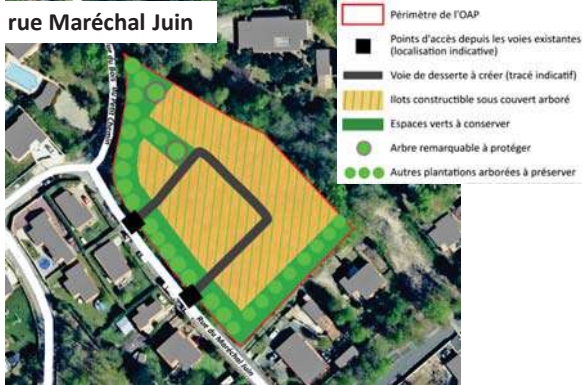 rue Maréchal Juin
Périmètre de l'OAP
Points d'accès depuis les voies existantes
(localisation indicative)
Voie de desserte à créer (tracé indicatif)
Ilots constructible sous couvert arboré
Espaces verts à conserver
Arbre remarquable à protéger
Autres plantations arborées à préserver
Rue du Maréchal Juin